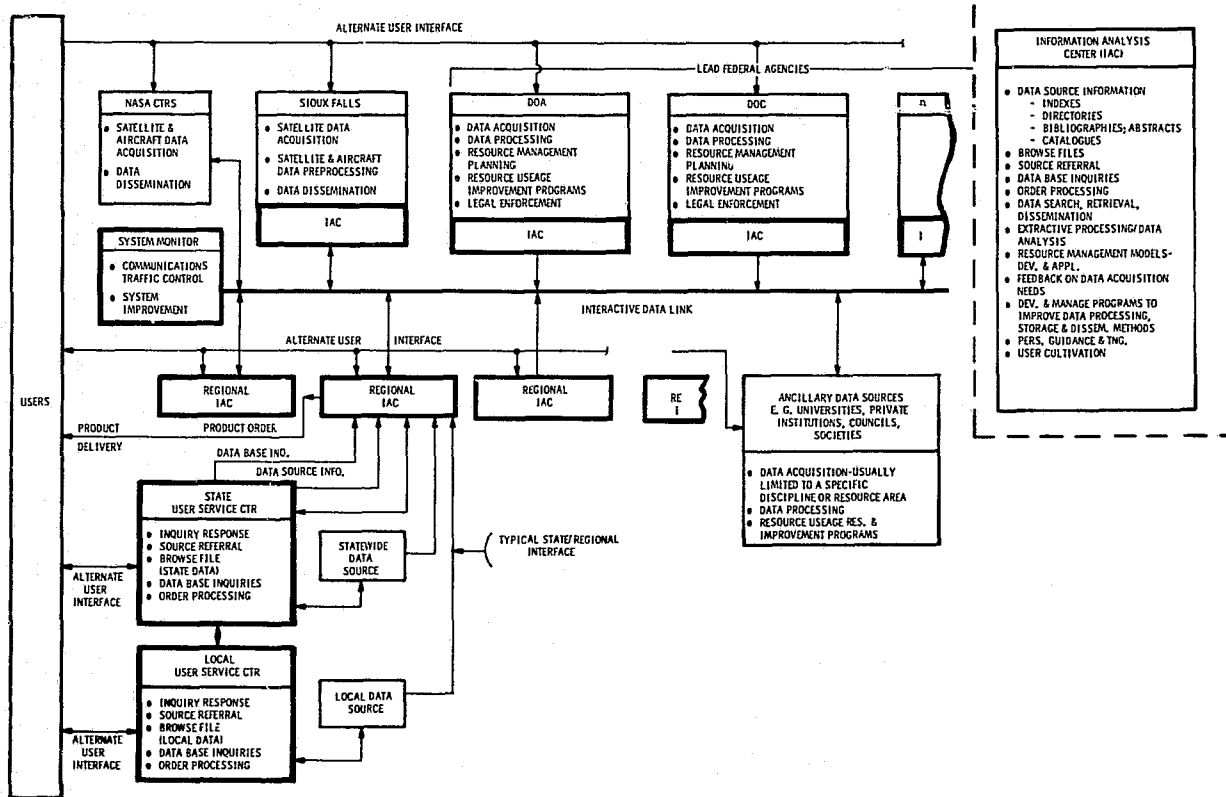 ALTERNATE USER INTERFACE
LEAD FEDERAL AGENCIES
NASA CTRS
• SATELLITE &
AIRCRAFT DATA
ACQUISITION
• DATA
DISSEMINATION
SIOUX FALLS
• SATELLITE DATA
ACQUISITION
• SATELLITE & AIRCRAFT
DATA PREPROCESSING
• DATA DISSEMINATION
IAC
DOA
• DATA ACQUISITION
• DATA PROCESSING
• RESOURCE MANAGEMENT
PLANNING
• RESOURCE USEAGE
IMPROVEMENT PROGRAMS
• LEGAL ENFORCEMENT
IAC
DOC
• DATA ACQUISITION
• DATA PROCESSING
• RESOURCE MANAGEMENT
PLANNING
• RESOURCE USEAGE
IMPROVEMENT PROGRAMS
• LEGAL ENFORCEMENT
IAC
n
I
INFORMATION ANALYSIS
CENTER (IAC)
• DATA SOURCE INFORMATION
- INDEXES
- DIRECTORIES
- BIBLIOGRAPHIES; ABSTRACTS
- CATALOGUES
• BROWSE FILES
• SOURCE REFERRAL
• DATA BASE INQUIRIES
• ORDER PROCESSING
• DATA SEARCH, RETRIEVAL,
DISSEMINATION
• EXTRACTIVE PROCESSING/DATA
ANALYSIS
• RESOURCE MANAGEMENT MODELS-
DEV. & APPL.
• FEEDBACK ON DATA ACQUISITION
NEEDS
• DEV. & MANAGE PROGRAMS TO
IMPROVE DATA PROCESSING,
STORAGE & DISSEM. METHODS
• PERS. GUIDANCE & TNG.
• USER CULTIVATION
SYSTEM MONITOR
• COMMUNICATIONS
TRAFFIC CONTROL
• SYSTEM
IMPROVEMENT
INTERACTIVE DATA LINK
ALTERNATE USER INTERFACE
USERS
REGIONAL
IAC
REGIONAL
IAC
REGIONAL
IAC
RE
I
ANCILLARY DATA SOURCES
E. G. UNIVERSITIES, PRIVATE
INSTITUTIONS, COUNCILS,
SOCIETIES
• DATA ACQUISITION-USUALLY
LIMITED TO A SPECIFIC
DISCIPLINE OR RESOURCE AREA
• DATA PROCESSING
• RESOURCE USEAGE RES. &
IMPROVEMENT PROGRAMS
PRODUCT
DELIVERY
PRODUCT ORDER
DATA BASE INQ.
DATA SOURCE INFO.
STATE
USER SERVICE CTR
• INQUIRY RESPONSE
• SOURCE REFERRAL
• BROWSE FILE
(STATE DATA)
• DATA BASE INQUIRIES
• ORDER PROCESSING
STATEWIDE
DATA
SOURCE
TYPICAL STATE/REGIONAL
INTERFACE
ALTERNATE
USER
INTERFACE
LOCAL
USER SERVICE CTR
• INQUIRY RESPONSE
• SOURCE REFERRAL
• BROWSE FILE
(LOCAL DATA)
• DATA BASE INQUIRIES
• ORDER PROCESSING
LOCAL DATA
SOURCE
ALTERNATE
USER
INTERFACE